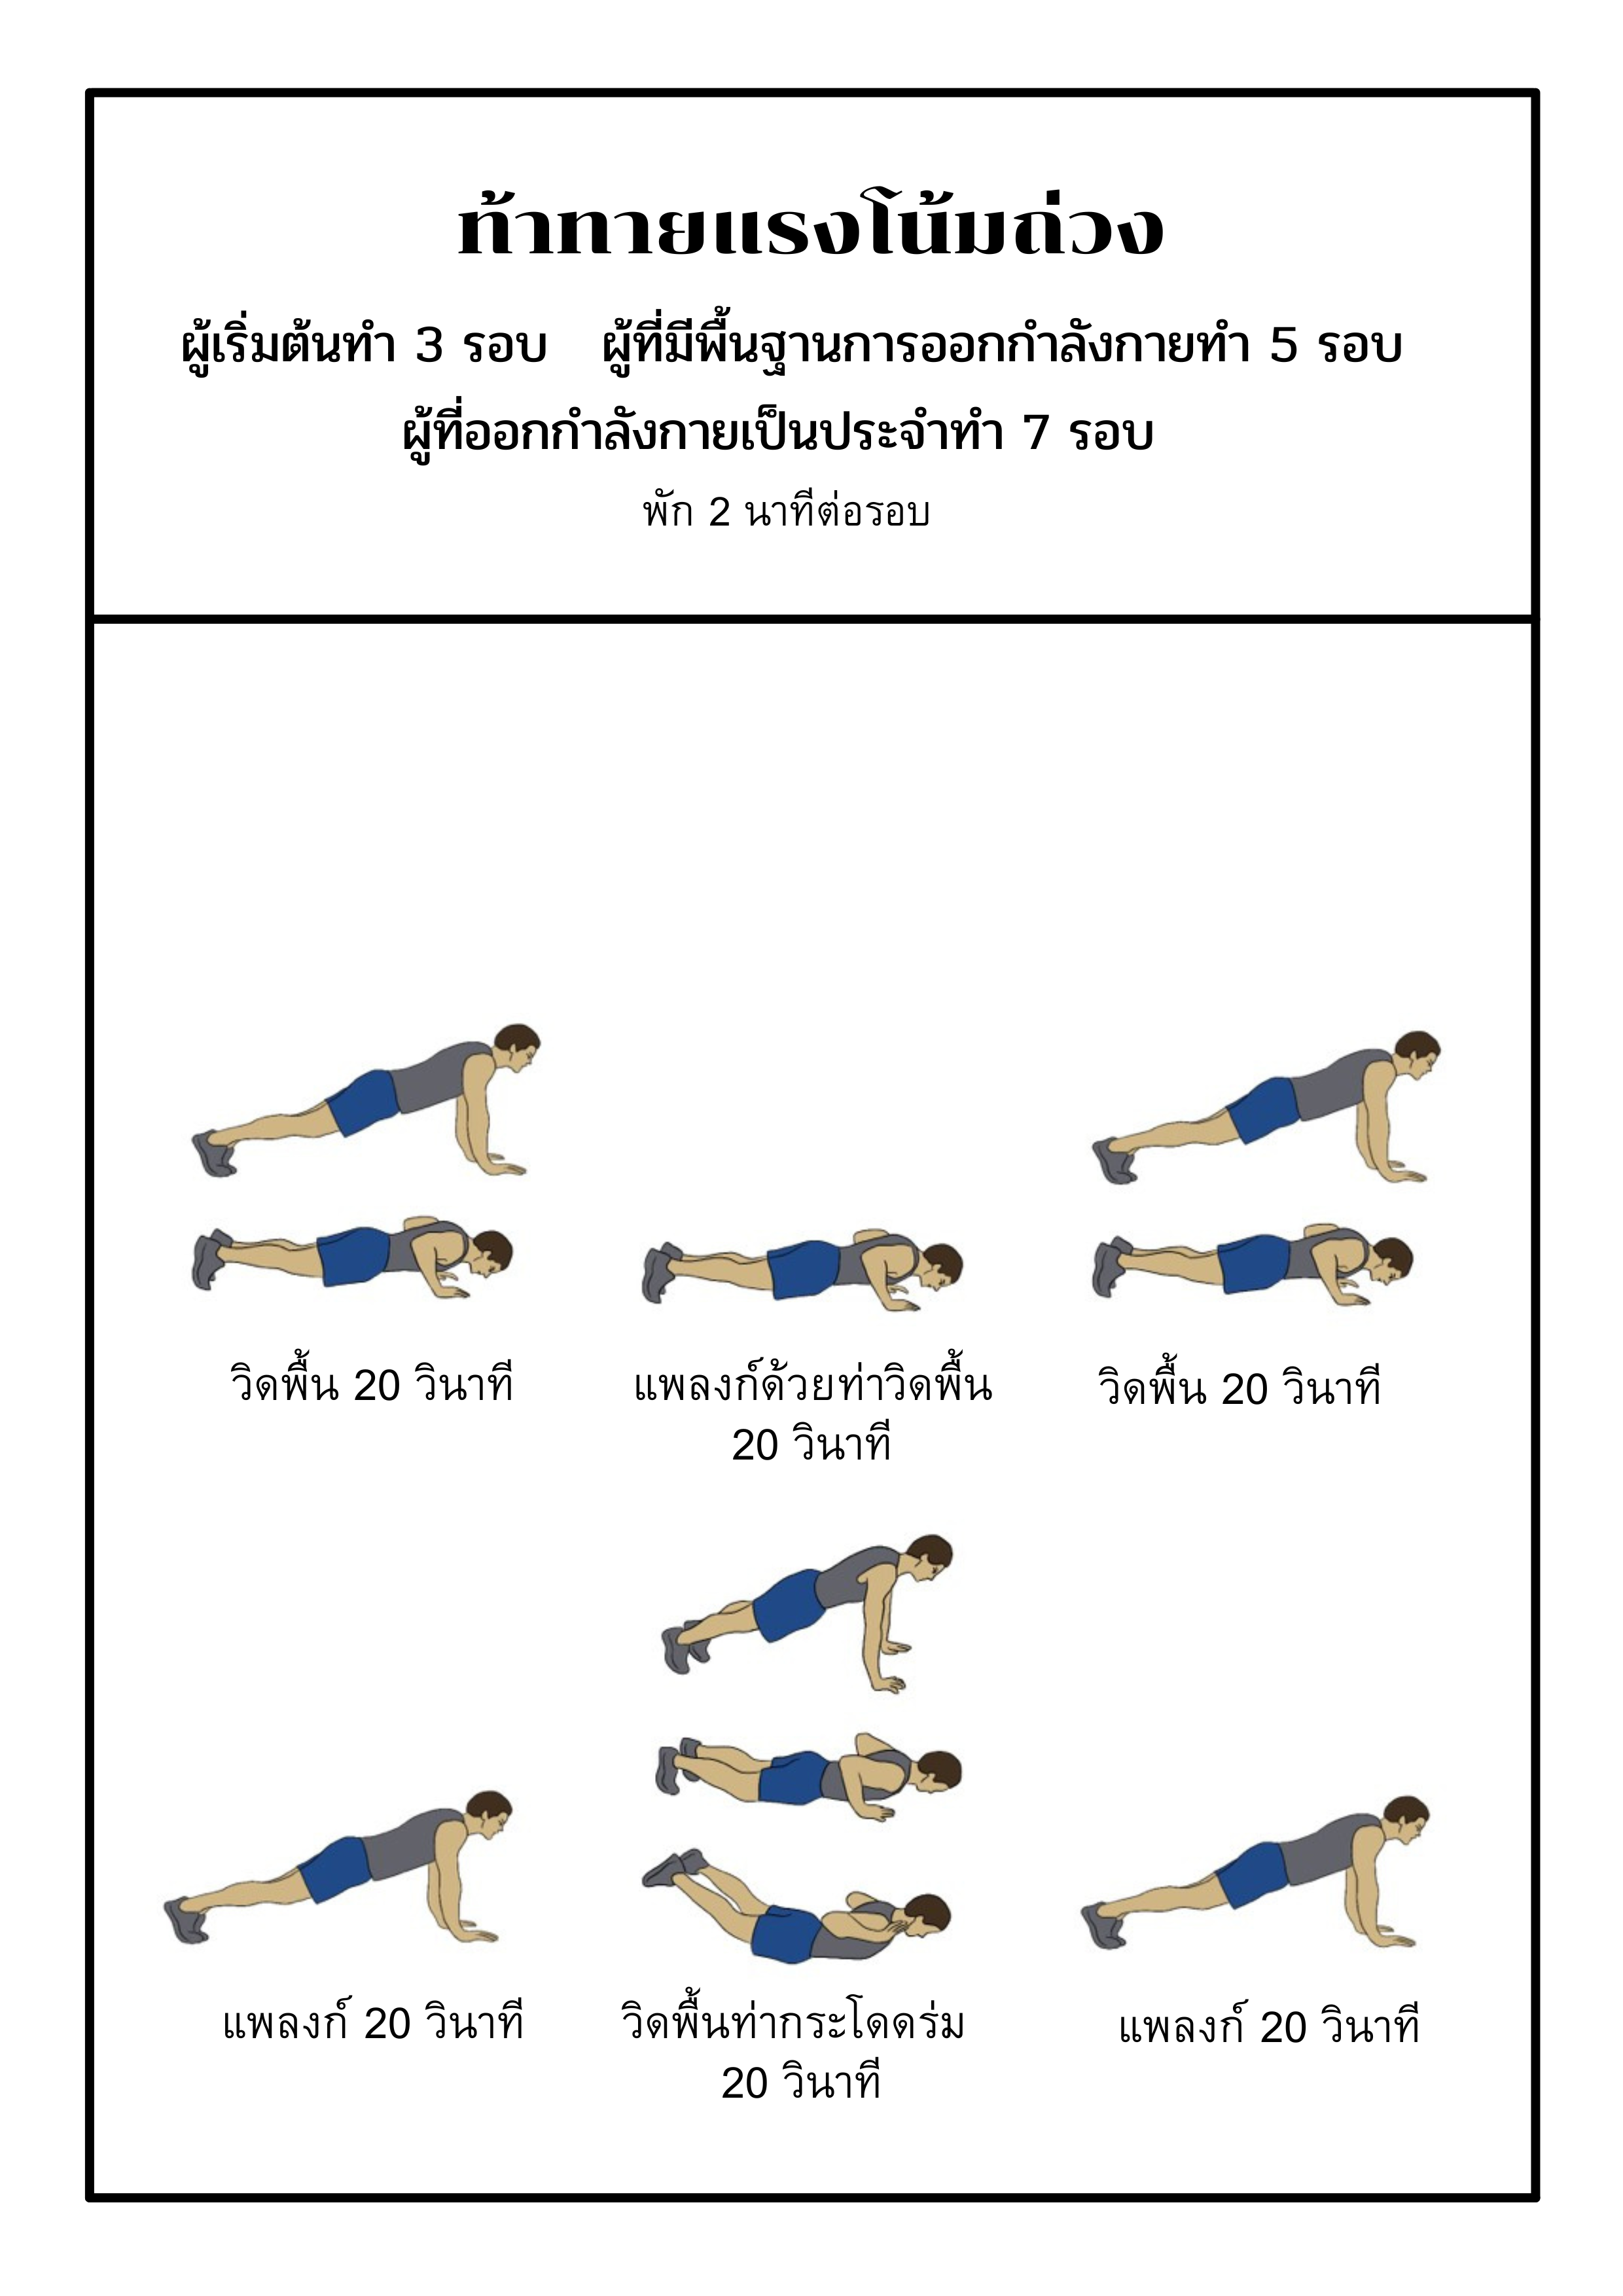 ท้าทายแรงโน้มถ่วง
ผู้เริ่มต้นทำ 3 รอบ ผู้ที่มีพื้นฐานการออกกำลังกายทำ 5 รอบ
ผู้ที่ออกกำลังกายเป็นประจำทำ 7 รอบ
พัก 2 นาทีต่อรอบ
วิดพื้น 20 วินาที
แพลงก์ด้วยท่าวิดพื้น
20 วินาที
วิดพื้น 20 วินาที
แพลงก์ 20 วินาที
วิดพื้นท่ากระโดดร่ม
20 วินาที
แพลงก์ 20 วินาที